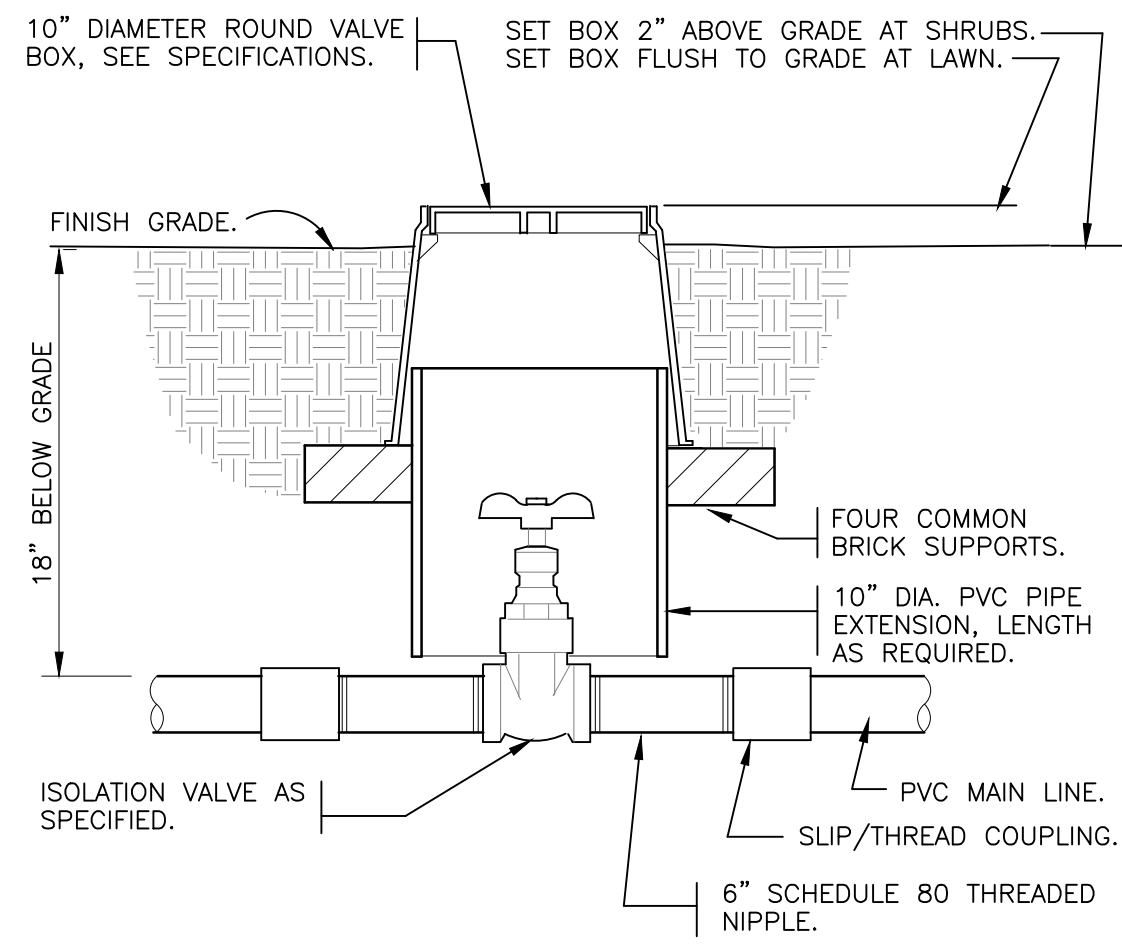 10” DIAMETER ROUND VALVE
BOX, SEE SPECIFICATIONS.
SET BOX 2” ABOVE GRADE AT SHRUBS.
SET BOX FLUSH TO GRADE AT LAWN.
FINISH GRADE.
18” BELOW GRADE
FOUR COMMON
BRICK SUPPORTS.
10” DIA. PVC PIPE
EXTENSION, LENGTH
AS REQUIRED.
ISOLATION VALVE AS
SPECIFIED.
PVC MAIN LINE.
SLIP/THREAD COUPLING.
6” SCHEDULE 80 THREADED
NIPPLE.